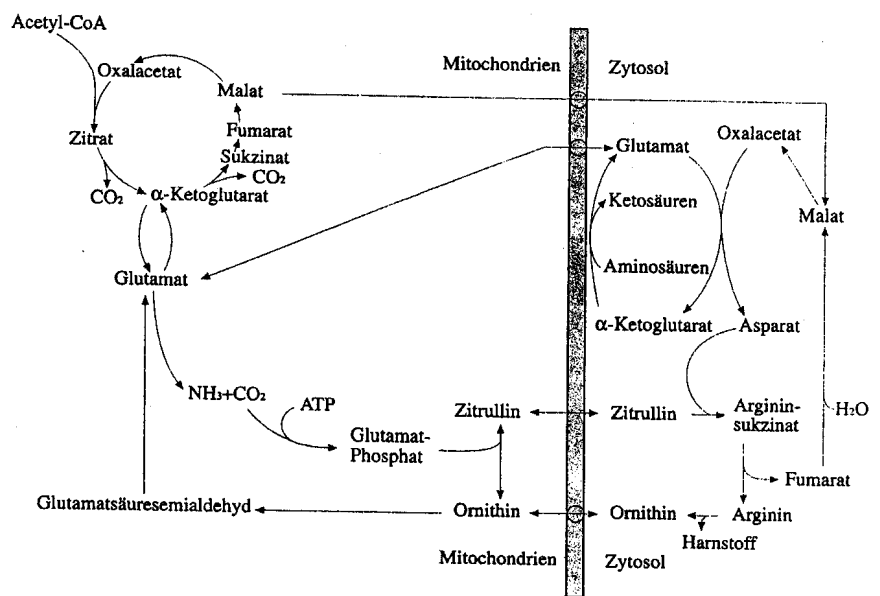 Acetyl-CoA
Oxalacetat
Malat
Zitrat
Fumarat
Sukzinat
CO₂
CO₂
α-Ketoglutarat
Glutamat
NH₃+CO₂
ATP
Glutamat-
Phosphat
Zitrullin
Ornithin
Glutamatsäuresemialdehyd
Mitochondrien
Zytosol
Glutamat
Oxalacetat
Ketosäuren
Malat
Aminosäuren
α-Ketoglutarat
Asparat
Zitrullin
Arginin-
sukzinat
H₂O
Fumarat
Ornithin
Arginin
Harnstoff
Mitochondrien
Zytosol